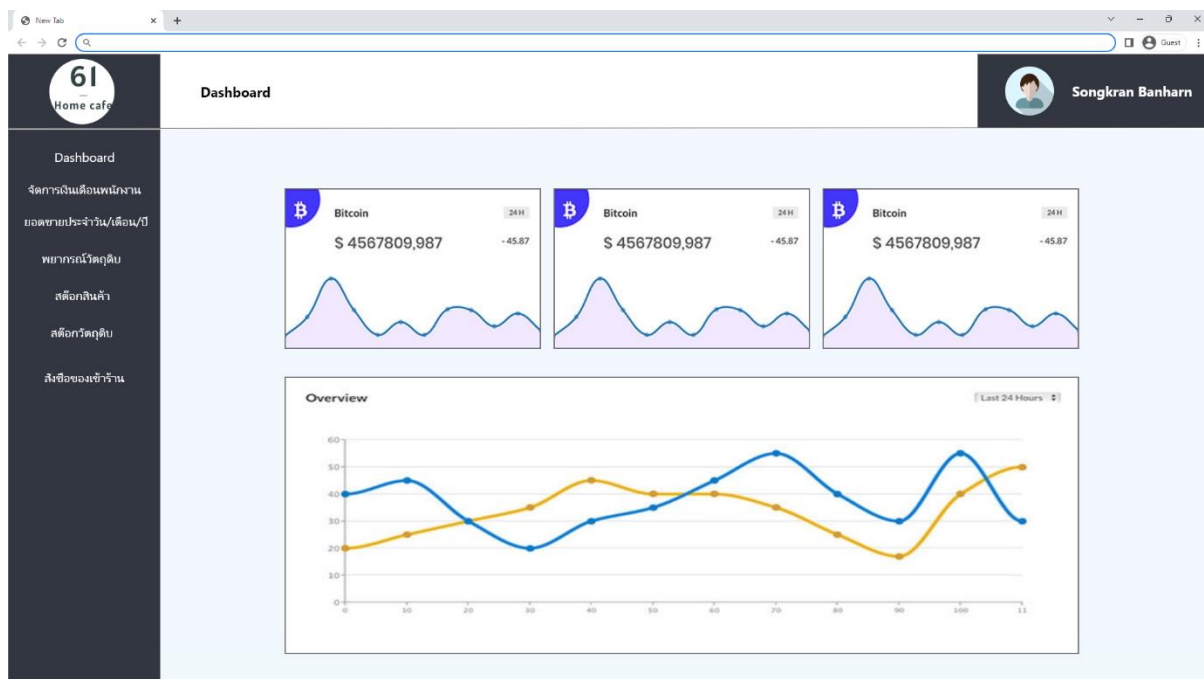 New Tab
Guest
61
Home cafe
Dashboard
Songkran Banharn
Dashboard
จัดการเงินเดือนพนักงาน
ยอดขายประจำวัน/เดือน/ปี
พยากรณ์วัตถุดิบ
สต๊อกสินค้า
สต๊อกวัตถุดิบ
สั่งซื้อของเข้าร้าน
Bitcoin 24 H
$ 4567809,987 - 45.87
Bitcoin 24 H
$ 4567809,987 - 45.87
Bitcoin 24 H
$ 4567809,987 - 45.87
Overview Last 24 Hours
60
50
40
30
20
10
0
0 10 20 30 40 50 60 70 80 90 100 11